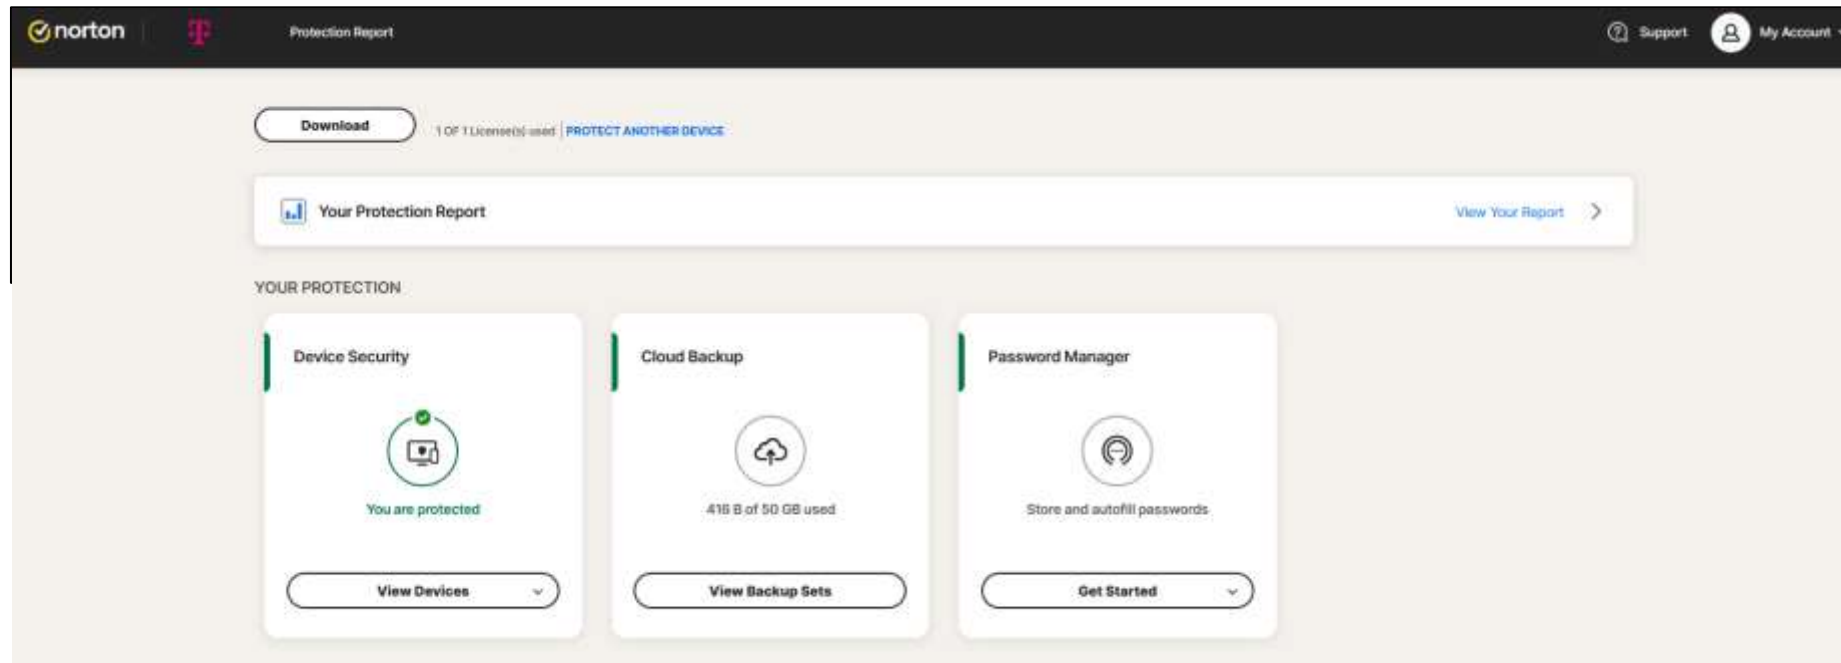 norton
Protection Report
Support
My Account
Download
1 OF 1 License(s) used
PROTECT ANOTHER DEVICE
Your Protection Report
View Your Report
YOUR PROTECTION
Device Security
You are protected
View Devices
Cloud Backup
416 B of 50 GB used
View Backup Sets
Password Manager
Store and autofill passwords
Get Started